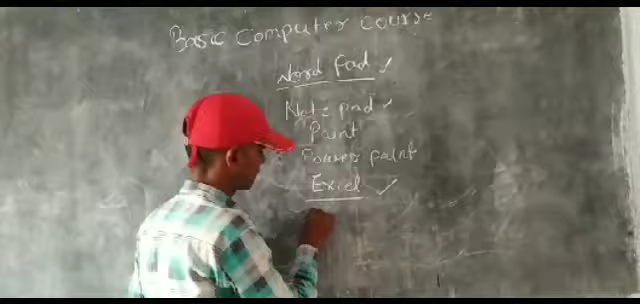 Basic Computer Course
Word Pad ✓
Note pad ✓
Paint
Power paint
Excel ✓